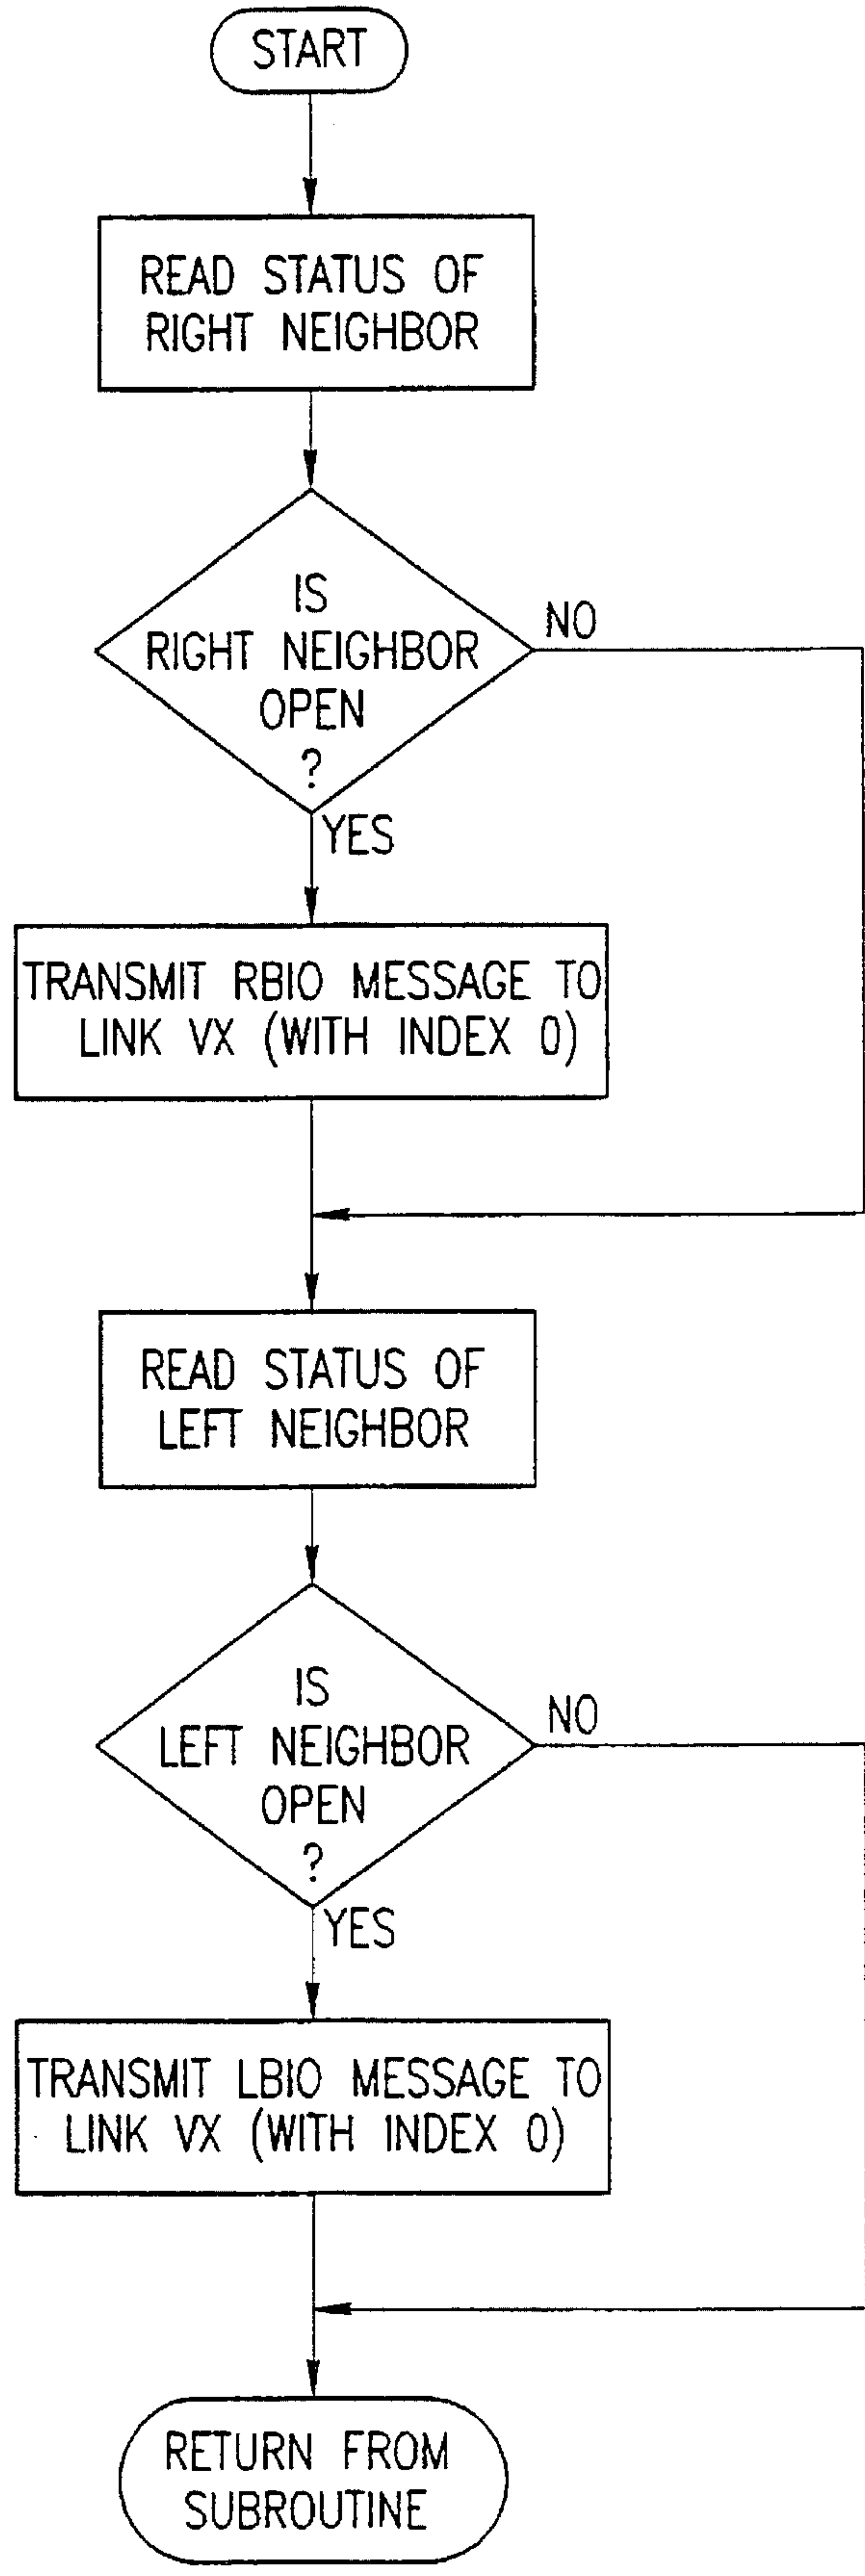 START
READ STATUS OF
RIGHT NEIGHBOR
IS
RIGHT NEIGHBOR
OPEN
?
NO
YES
TRANSMIT RBIO MESSAGE TO
LINK VX (WITH INDEX 0)
READ STATUS OF
LEFT NEIGHBOR
IS
LEFT NEIGHBOR
OPEN
?
NO
YES
TRANSMIT LBIO MESSAGE TO
LINK VX (WITH INDEX 0)
RETURN FROM
SUBROUTINE